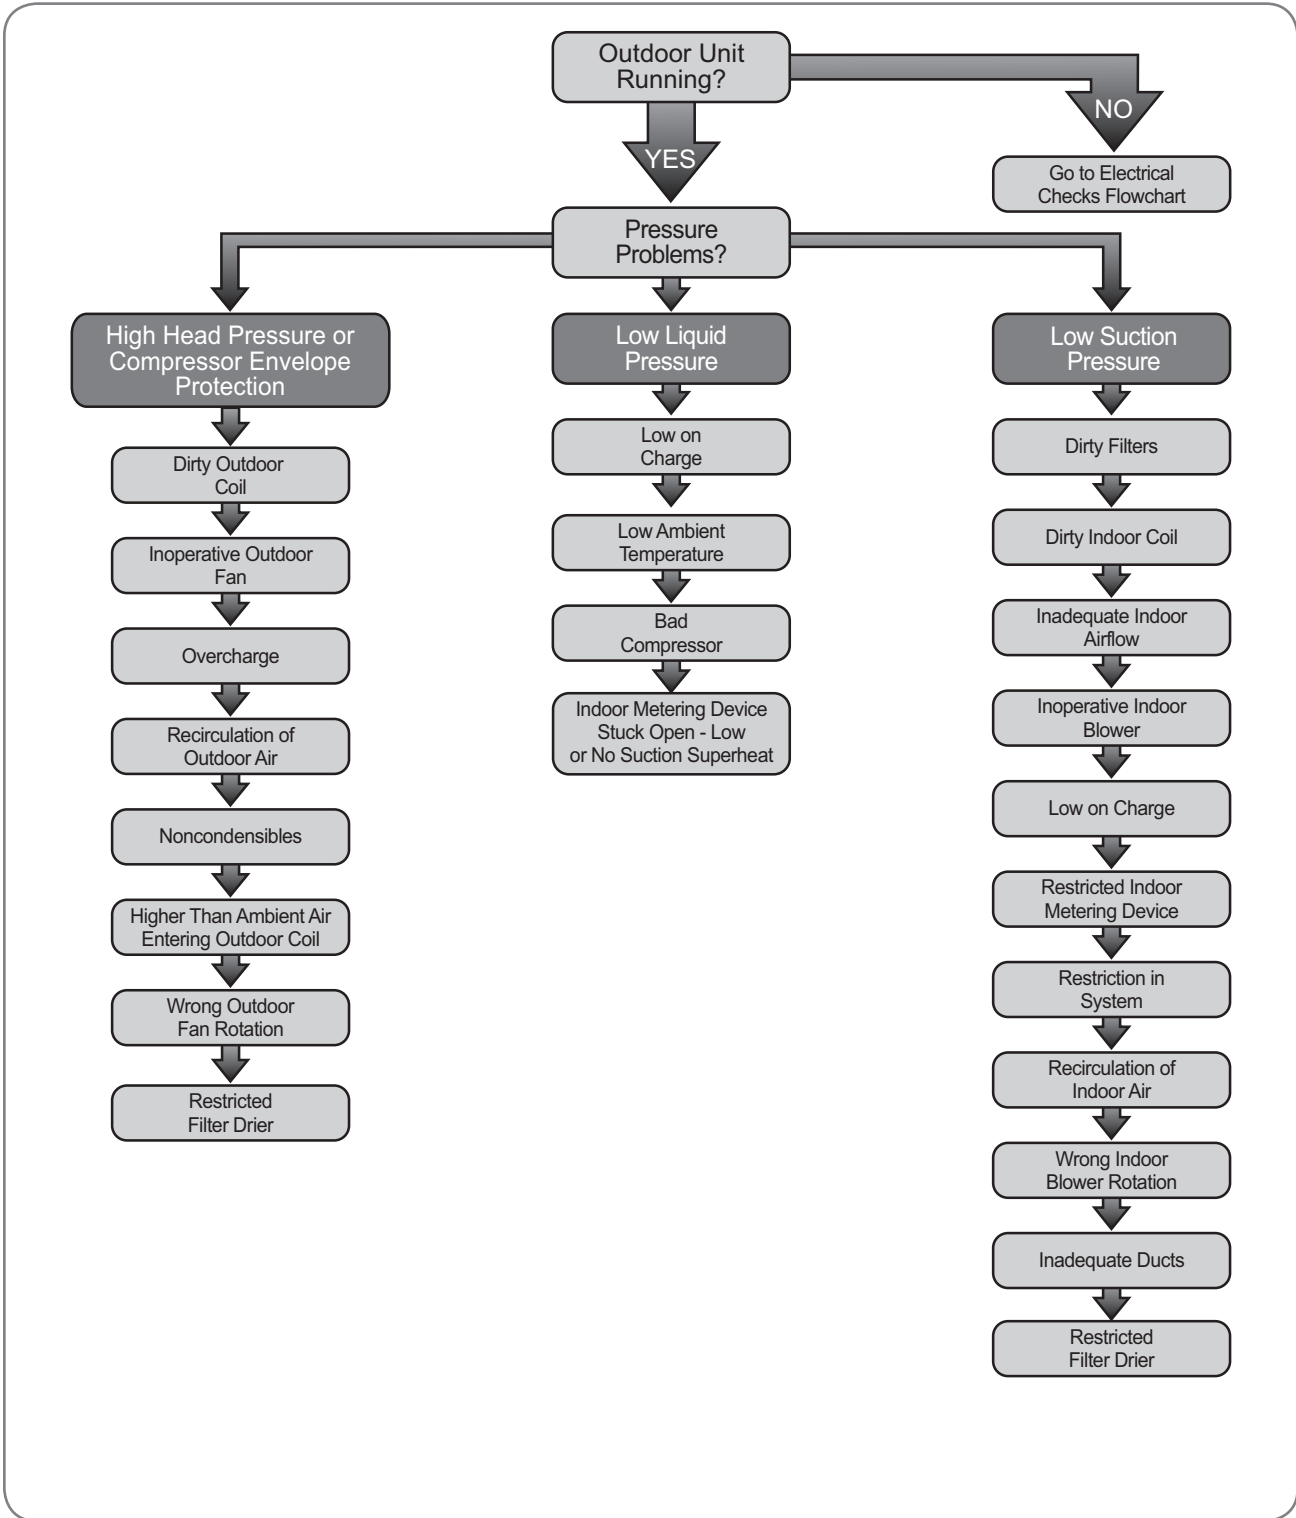 Outdoor Unit
Running?
NO
YES
Go to Electrical
Checks Flowchart
Pressure
Problems?
High Head Pressure or
Compressor Envelope
Protection
Dirty Outdoor
Coil
Inoperative Outdoor
Fan
Overcharge
Recirculation of
Outdoor Air
Noncondensibles
Higher Than Ambient Air
Entering Outdoor Coil
Wrong Outdoor
Fan Rotation
Restricted
Filter Drier
Low Liquid
Pressure
Low on
Charge
Low Ambient
Temperature
Bad
Compressor
Indoor Metering Device
Stuck Open - Low
or No Suction Superheat
Low Suction
Pressure
Dirty Filters
Dirty Indoor Coil
Inadequate Indoor
Airflow
Inoperative Indoor
Blower
Low on Charge
Restricted Indoor
Metering Device
Restriction in
System
Recirculation of
Indoor Air
Wrong Indoor
Blower Rotation
Inadequate Ducts
Restricted
Filter Drier